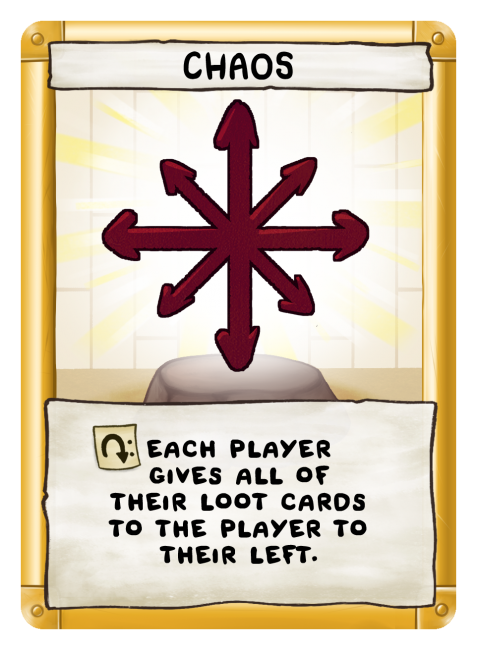 CHAOS
: EACH PLAYER
GIVES ALL OF
THEIR LOOT CARDS
TO THE PLAYER TO
THEIR LEFT.